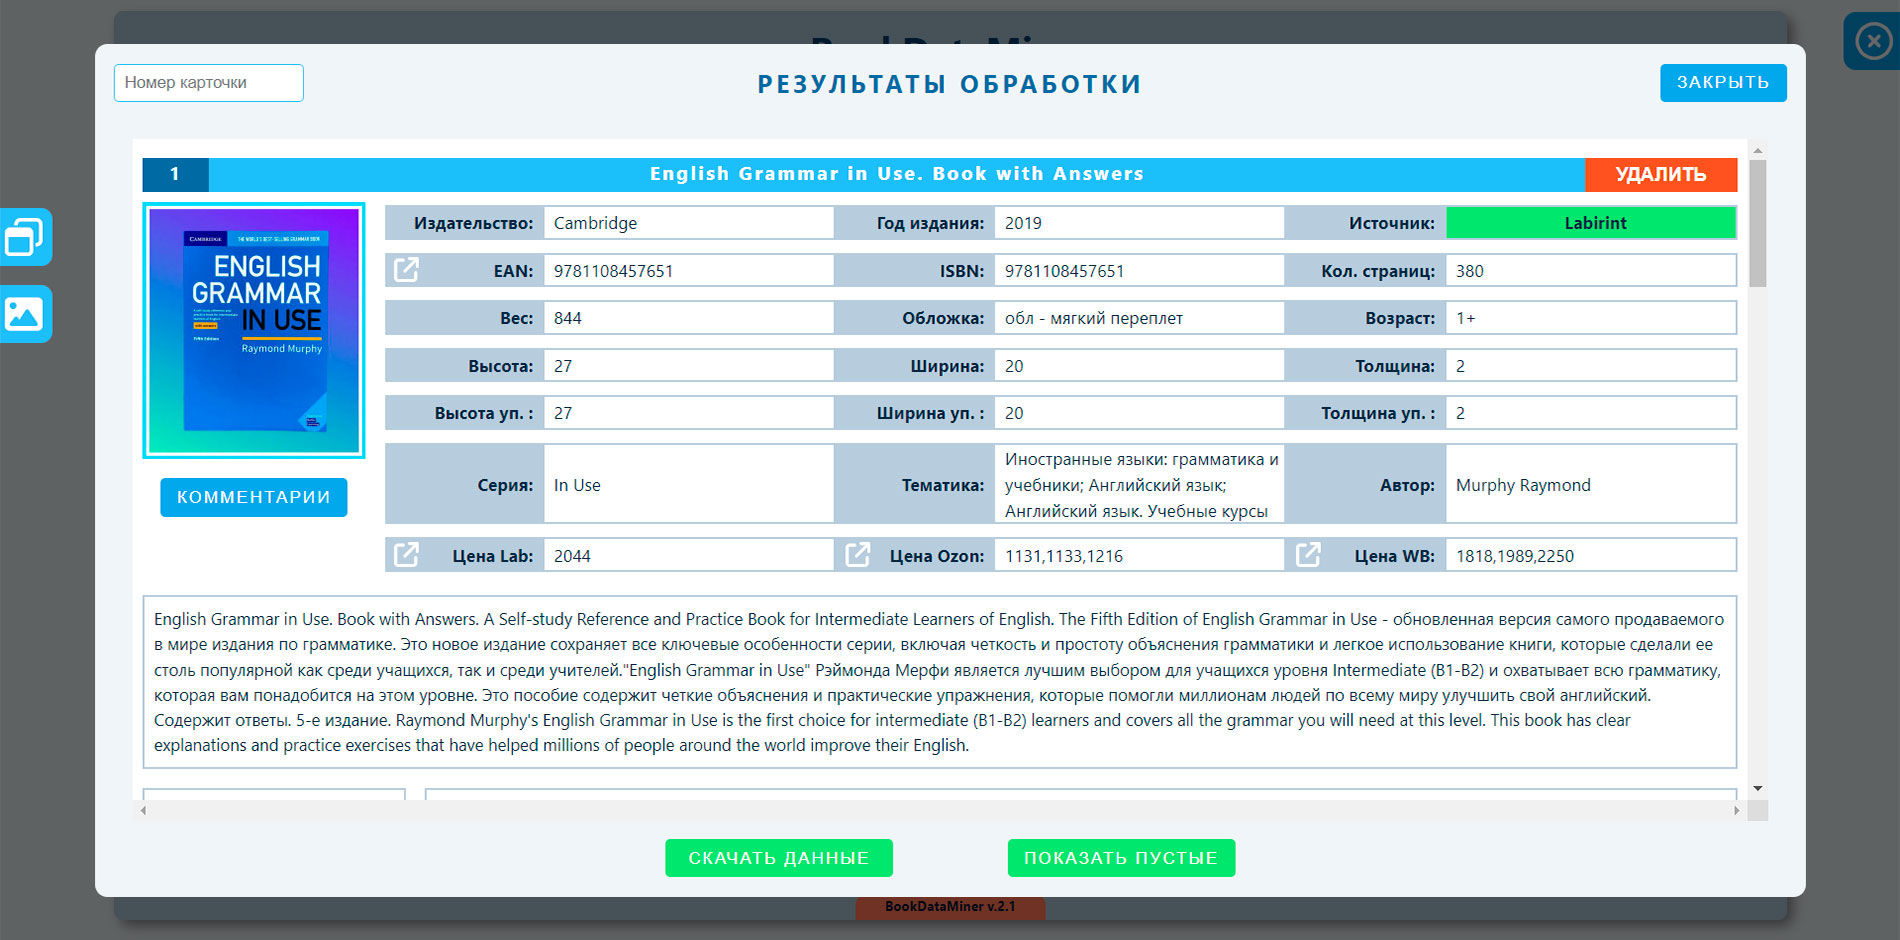 Номер карточки
РЕЗУЛЬТАТЫ ОБРАБОТКИ
ЗАКРЫТЬ
1
English Grammar in Use. Book with Answers
УДАЛИТЬ
CAMBRIDGE
THE WORLD'S BEST-SELLING GRAMMAR BOOK
ENGLISH
GRAMMAR
IN USE
Raymond Murphy
Fifth Edition
КОММЕНТАРИИ
Издательство: Cambridge Год издания: 2019 Источник: Labirint
EAN: 9781108457651 ISBN: 9781108457651 Кол. страниц: 380
Вес: 844 Обложка: обл - мягкий переплет Возраст: 1+
Высота: 27 Ширина: 20 Толщина: 2
Высота уп. : 27 Ширина уп. : 20 Толщина уп. : 2
Серия: In Use
Тематика: Иностранные языки: грамматика и
учебники; Английский язык;
Английский язык. Учебные курсы
Автор: Murphy Raymond
Цена Lab: 2044 Цена Ozon: 1131,1133,1216 Цена WB: 1818,1989,2250
English Grammar in Use. Book with Answers. A Self-study Reference and Practice Book for Intermediate Learners of English. The Fifth Edition of English Grammar in Use - обновленная версия самого продаваемого
в мире издания по грамматике. Это новое издание сохраняет все ключевые особенности серии, включая четкость и простоту объяснения грамматики и легкое использование книги, которые сделали ее
столь популярной как среди учащихся, так и среди учителей."English Grammar in Use" Рэймонда Мерфи является лучшим выбором для учащихся уровня Intermediate (B1-B2) и охватывает всю грамматику,
которая вам понадобится на этом уровне. Это пособие содержит четкие объяснения и практические упражнения, которые помогли миллионам людей по всему миру улучшить свой английский.
Содержит ответы. 5-е издание. Raymond Murphy's English Grammar in Use is the first choice for intermediate (B1-B2) learners and covers all the grammar you will need at this level. This book has clear
explanations and practice exercises that have helped millions of people around the world improve their English.
СКАЧАТЬ ДАННЫЕ
ПОКАЗАТЬ ПУСТЫЕ
BookDataMiner v.2.1